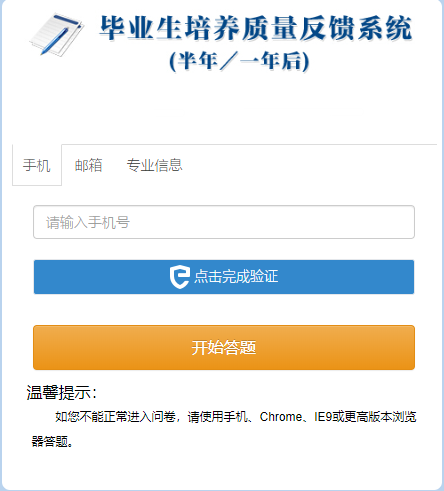 毕业生培养质量反馈系统
(半年／一年后)
手机 邮箱 专业信息
请输入手机号
点击完成验证
开始答题
温馨提示：
如您不能正常进入问卷，请使用手机、Chrome、IE9或更高版本浏览
器答题。